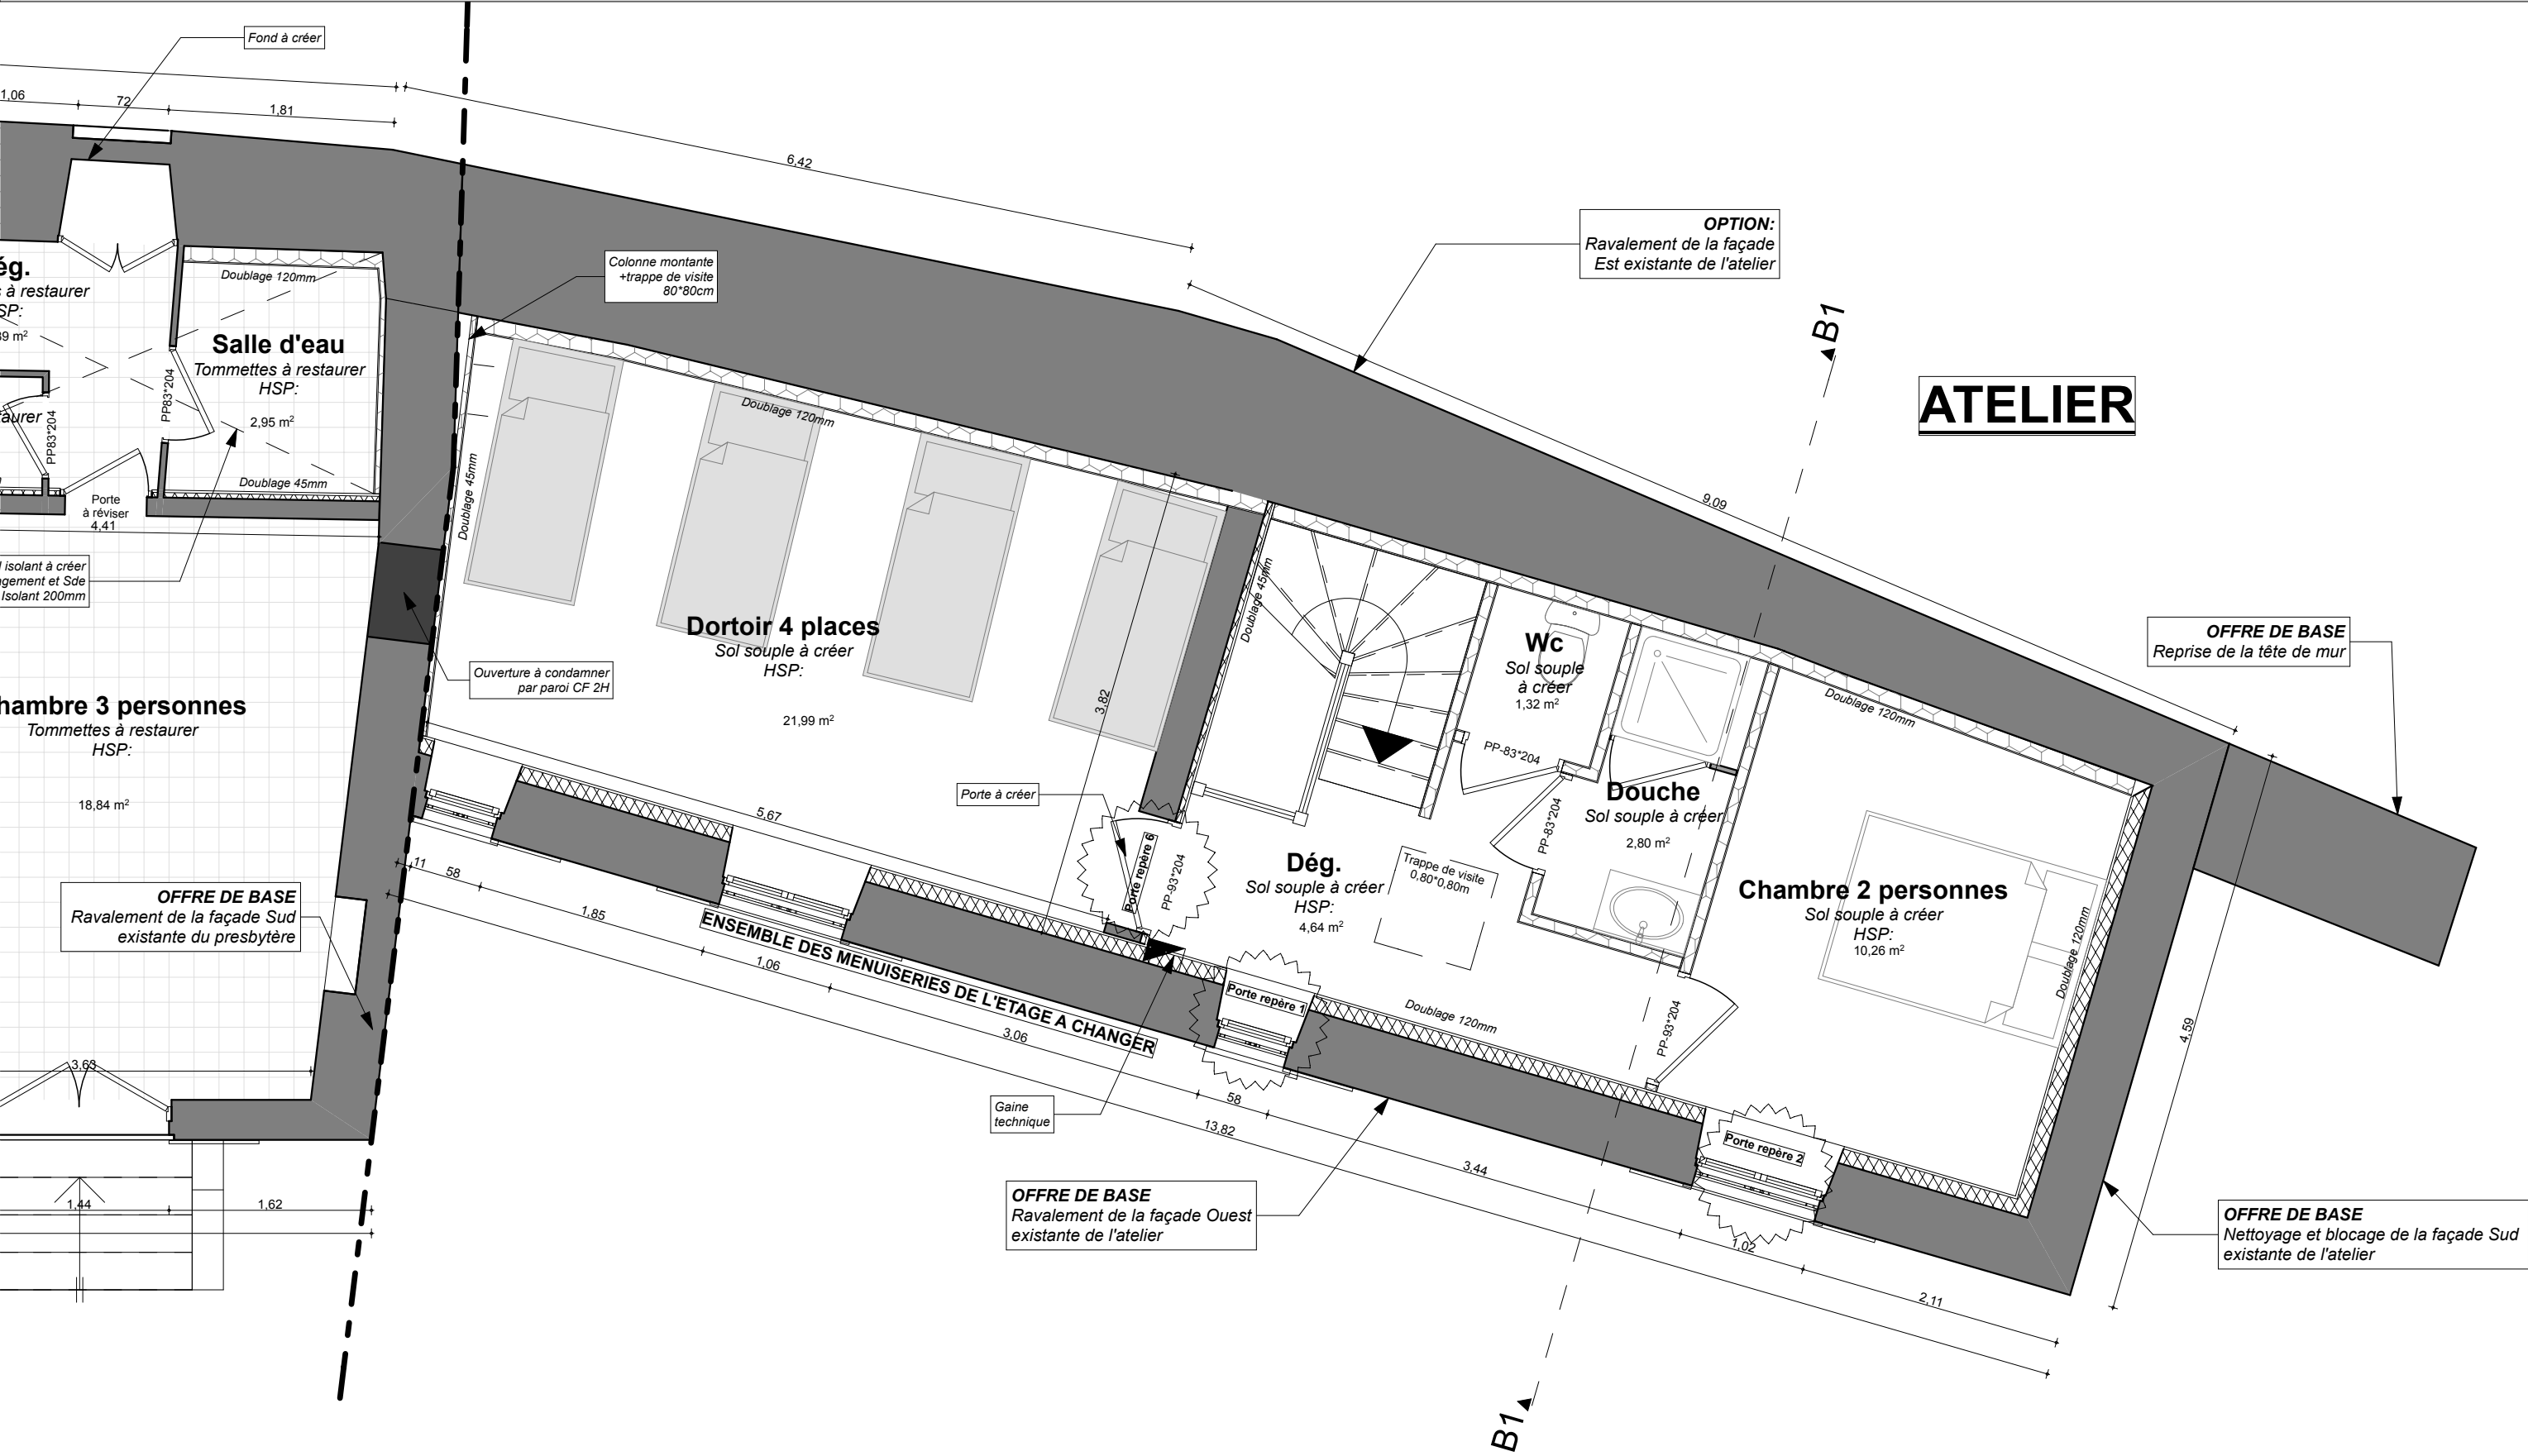 Fond à créer
1,06
72
1,81
6,42
OPTION:
Ravalement de la façade
Est existante de l'atelier
Colonne montante
+trappe de visite
80*80cm
B1
ATELIER
ég.
s à restaurer
SP:
39 m²
Doublage 120mm
Salle d'eau
Tommettes à restaurer
HSP:
2,95 m²
PP83*204
PP83*204
taurer
Doublage 45mm
Porte
à réviser
4,41
l isolant à créer
agement et Sde
Isolant 200mm
Doublage 45mm
Doublage 120mm
9,09
Dortoir 4 places
Sol souple à créer
HSP:
21,99 m²
3,82
Doublage 45mm
Ouverture à condamner
par paroi CF 2H
OFFRE DE BASE
Reprise de la tête de mur
Wc
Sol souple
à créer
1,32 m²
PP-83*204
Doublage 120mm
hambre 3 personnes
Tommettes à restaurer
HSP:
18,84 m²
Porte à créer
5,67
Porte repère 6
PP-93*204
Douche
Sol souple à créer
2,80 m²
PP-83*204
Dég.
Sol souple à créer
HSP:
4,64 m²
Trappe de visite
0,80*0,80m
Chambre 2 personnes
Sol souple à créer
HSP:
10,26 m²
Doublage 120mm
OFFRE DE BASE
Ravalement de la façade Sud
existante du presbytère
11
58
1,85
1,06
3,06
58
3,44
1,02
2,11
13,82
4,59
ENSEMBLE DES MENUISERIES DE L'ETAGE A CHANGER
Porte repère 1
Doublage 120mm
PP-93*204
Porte repère 2
3,63
Gaine
technique
1,44
1,62
OFFRE DE BASE
Ravalement de la façade Ouest
existante de l'atelier
OFFRE DE BASE
Nettoyage et blocage de la façade Sud
existante de l'atelier
B1